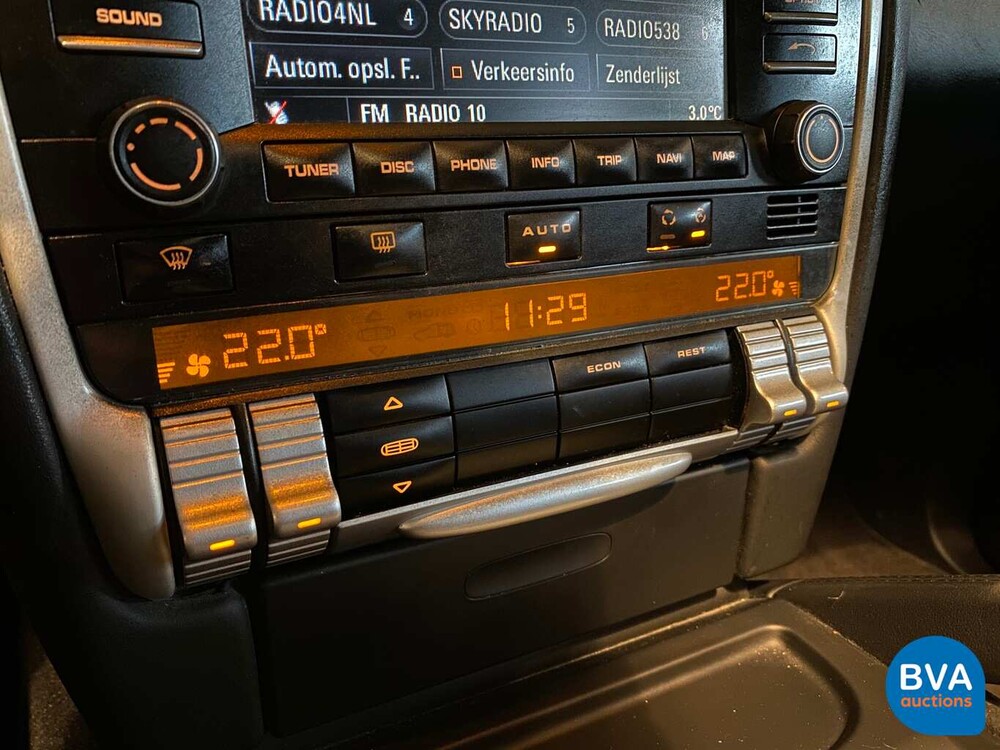 SOUND
RADIO4NL 4 SKYRADIO 5 RADIO538 6
Autom. opsl. F.. Verkeersinfo Zenderlijst
FM RADIO 10 3.0°C
TUNER DISC PHONE INFO TRIP NAVI MAP
AUTO
22.0° 11:29 22.0°
ECON REST
BVA
auctions